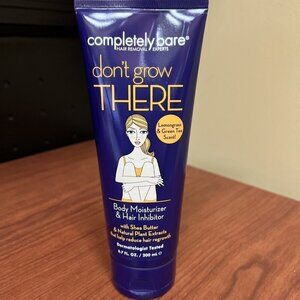 completely bare®
HAIR REMOVAL EXPERTS
don't grow
THERE
Lemongrass
& Green Tea
Scent!
Body Moisturizer
& Hair Inhibitor
with Shea Butter
& Natural Plant Extracts
that help reduce hair regrowth
Dermatologist Tested
6.7 FL. OZ. / 200 mL ℮